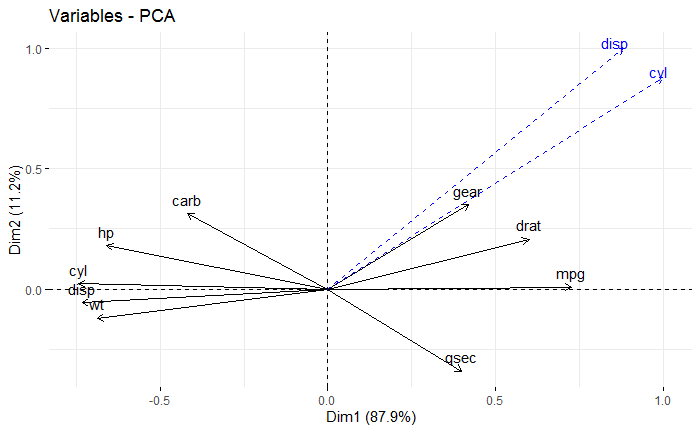 Variables - PCA
1.0
disp
cyl
0.5
gear
carb
drat
hp
cyl
mpg
disp
0.0
wt
qsec
-0.5
0.0
0.5
1.0
Dim1 (87.9%)
Dim2 (11.2%)